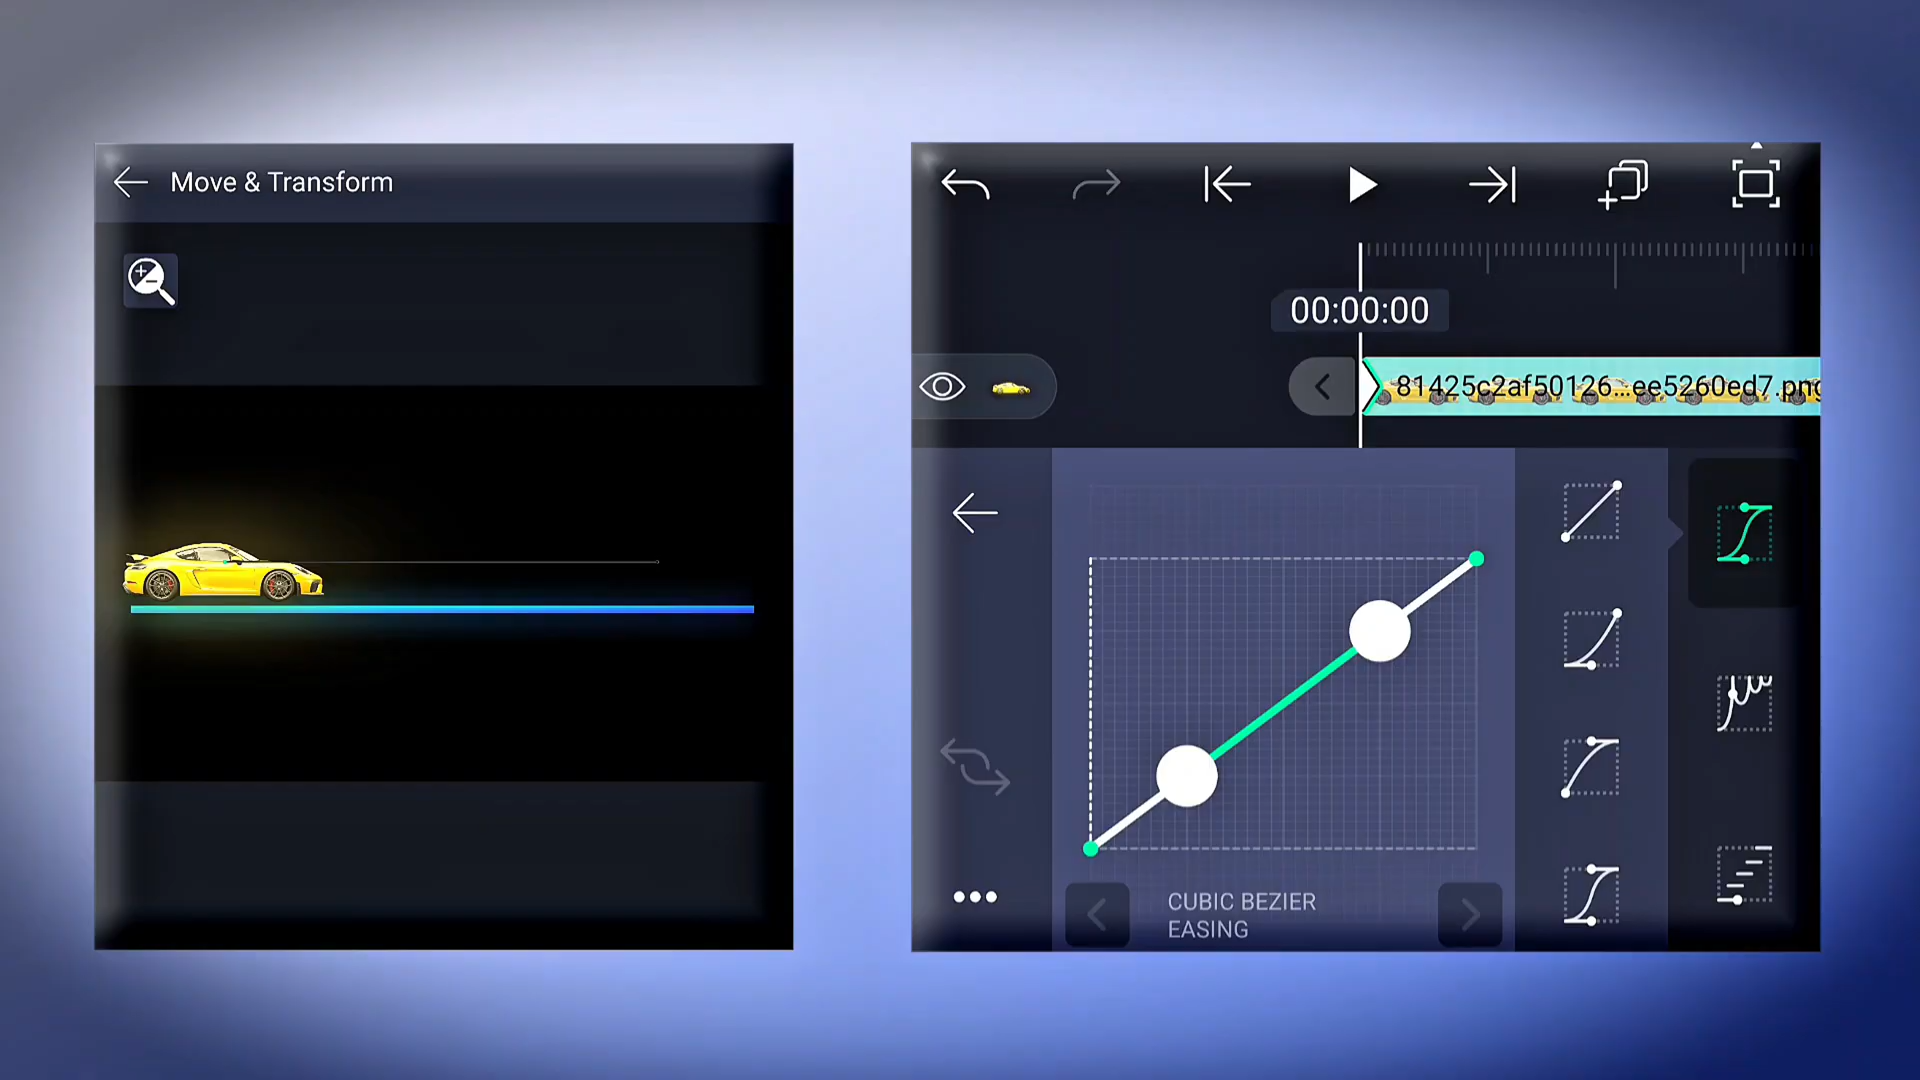 Move & Transform
00:00:00
81425c2af50126...ee5260ed7.png
CUBIC BEZIER
EASING